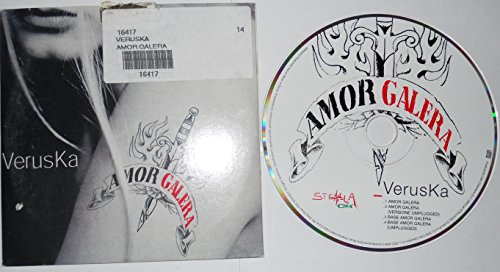 16417
14
VERUSKA
AMOR GALERA
16417
VerusKa
AMOR GALERA
AMOR GALERA
VerusKa
1 AMOR GALERA
2 AMOR GALERA
(VERSIONE UNPLUGGED)
3 BASE AMOR GALERA
4 BASE AMOR GALERA
(UNPLUGGED)